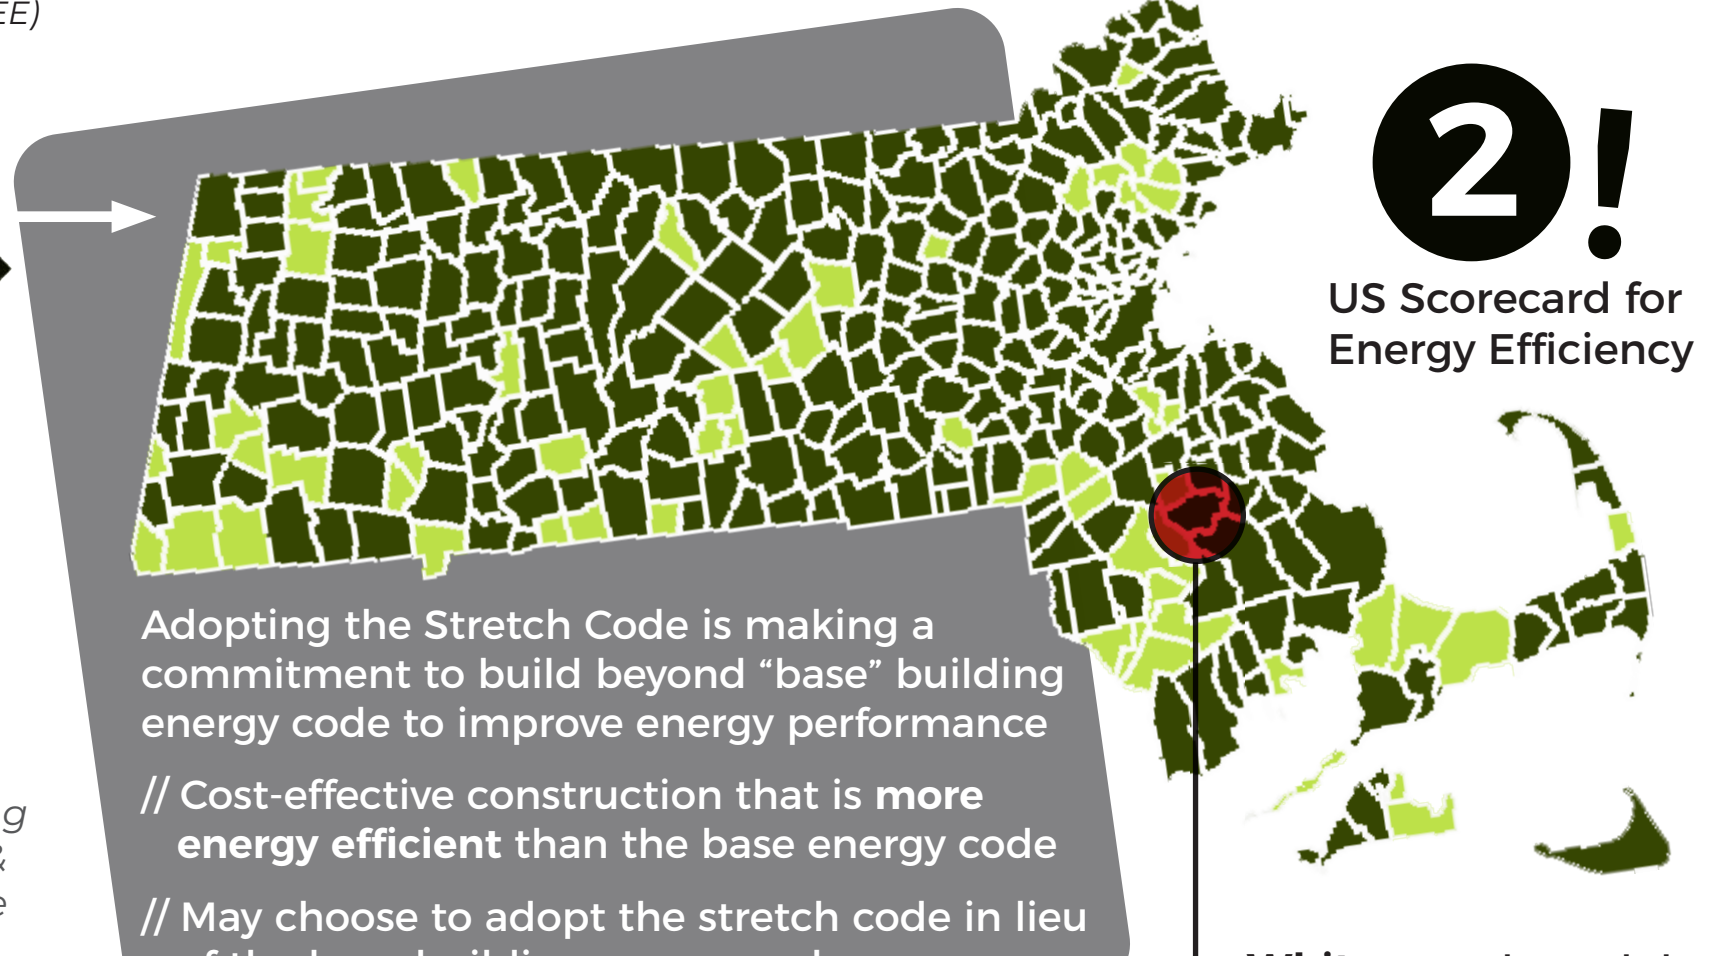 EE)
2!
US Scorecard for
Energy Efficiency
Adopting the Stretch Code is making a
commitment to build beyond “base” building
energy code to improve energy performance
// Cost-effective construction that is more
energy efficient than the base energy code
// May choose to adopt the stretch code in lieu
g
&
e